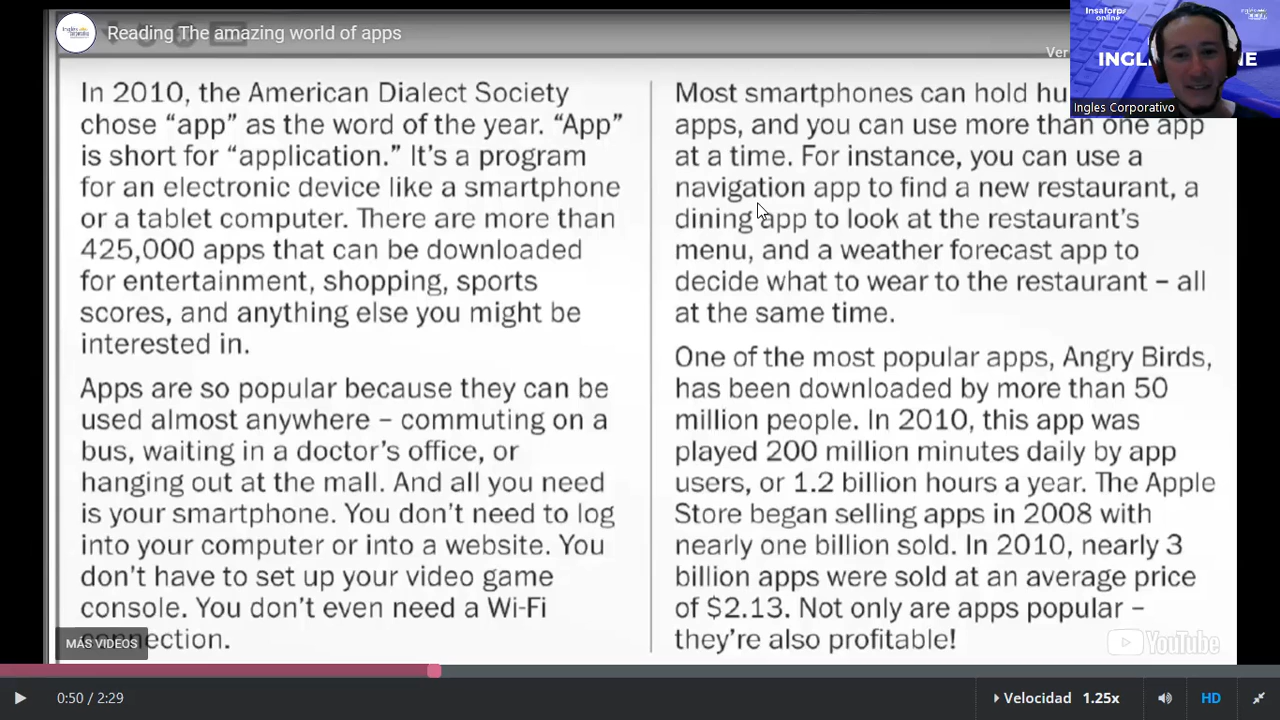 Reading The amazing world of apps
Ver
Insaforp
online
INGL
NE
Ingles Corporativo
In 2010, the American Dialect Society
chose “app” as the word of the year. “App”
is short for “application.” It’s a program
for an electronic device like a smartphone
or a tablet computer. There are more than
425,000 apps that can be downloaded
for entertainment, shopping, sports
scores, and anything else you might be
interested in.
Apps are so popular because they can be
used almost anywhere – commuting on a
bus, waiting in a doctor’s office, or
hanging out at the mall. And all you need
is your smartphone. You don’t need to log
into your computer or into a website. You
don’t have to set up your video game
console. You don’t even need a Wi-Fi
connection.
MÁS VIDEOS
Most smartphones can hold hu
apps, and you can use more than one app
at a time. For instance, you can use a
navigation app to find a new restaurant, a
dining app to look at the restaurant’s
menu, and a weather forecast app to
decide what to wear to the restaurant – all
at the same time.
One of the most popular apps, Angry Birds,
has been downloaded by more than 50
million people. In 2010, this app was
played 200 million minutes daily by app
users, or 1.2 billion hours a year. The Apple
Store began selling apps in 2008 with
nearly one billion sold. In 2010, nearly 3
billion apps were sold at an average price
of $2.13. Not only are apps popular –
they’re also profitable!
YouTube
0:50 / 2:29
Velocidad 1.25x
HD